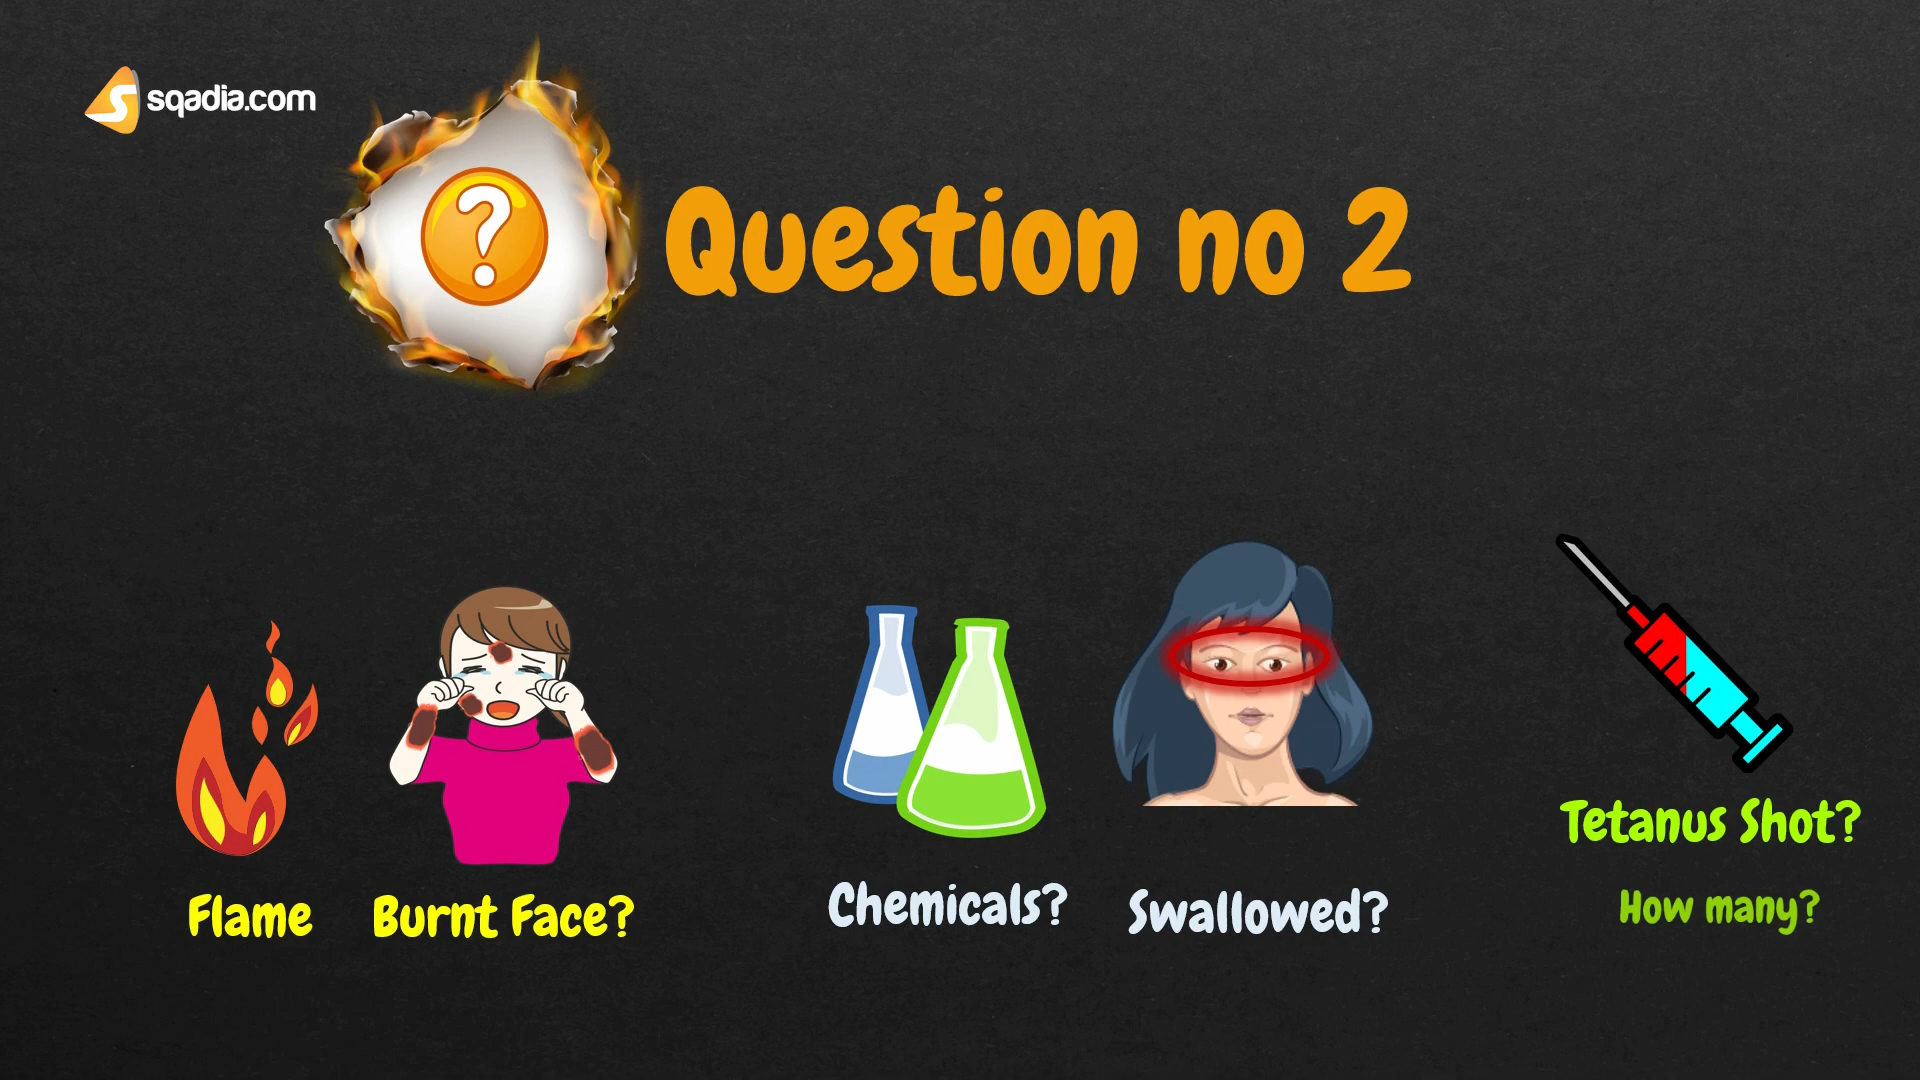 sqadia.com
Question no 2
Flame
Burnt Face?
Chemicals?
Swallowed?
Tetanus Shot?
How many?